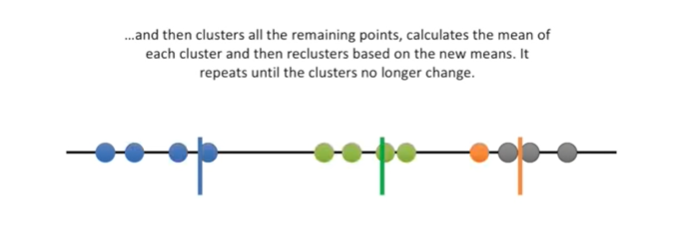 ...and then clusters all the remaining points, calculates the mean of
each cluster and then reclusters based on the new means. It
repeats until the clusters no longer change.